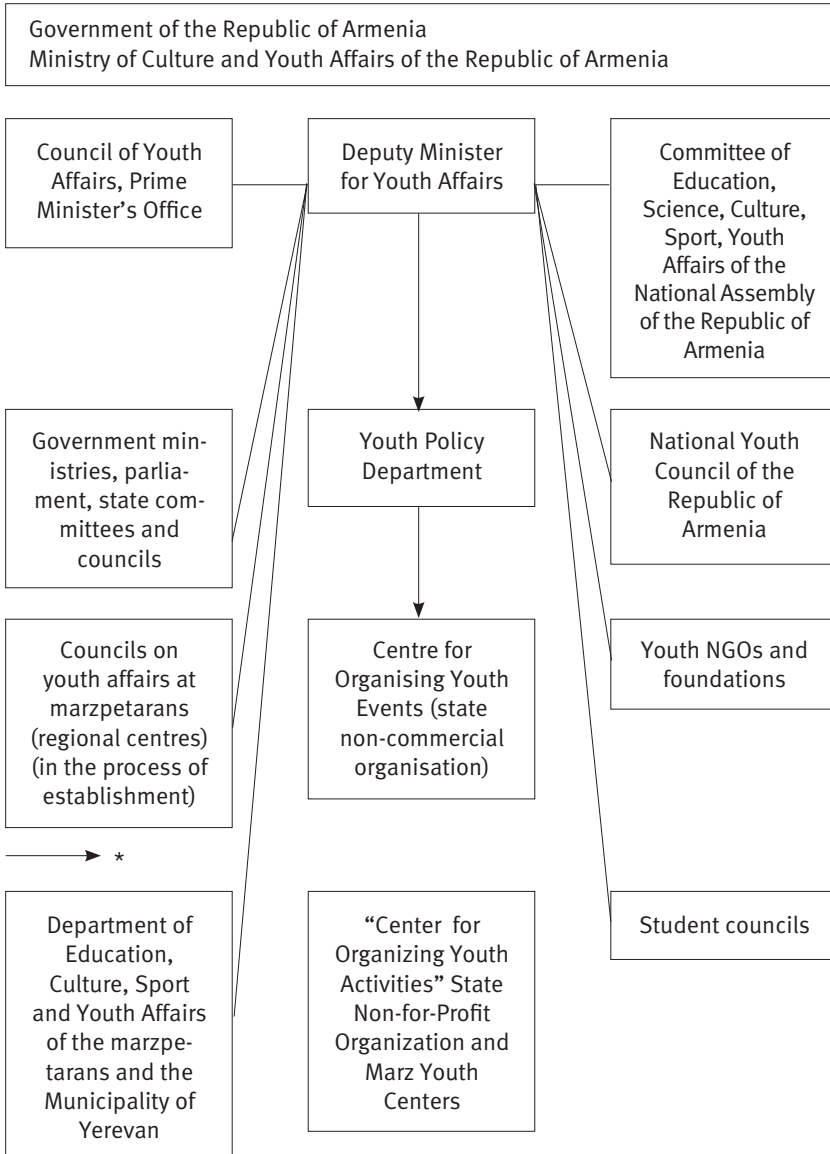 Government of the Republic of Armenia
Ministry of Culture and Youth Affairs of the Republic of Armenia
Council of Youth
Affairs, Prime
Minister’s Office
Deputy Minister
for Youth Affairs
Committee of
Education,
Science, Culture,
Sport, Youth
Affairs of the
National Assembly
of the Republic of
Armenia
Government min-
istries, parlia-
ment, state com-
mittees and
councils
Youth Policy
Department
National Youth
Council of the
Republic of
Armenia
Councils on
youth affairs at
marzpetarans
(regional centres)
(in the process of
establishment)
Centre for
Organising Youth
Events (state
non-commercial
organisation)
Youth NGOs and
foundations
*
Department of
Education,
Culture, Sport
and Youth Affairs
of the marzpe-
tarans and the
Municipality of
Yerevan
“Center for
Organizing Youth
Activities” State
Non-for-Profit
Organization and
Marz Youth
Centers
Student councils